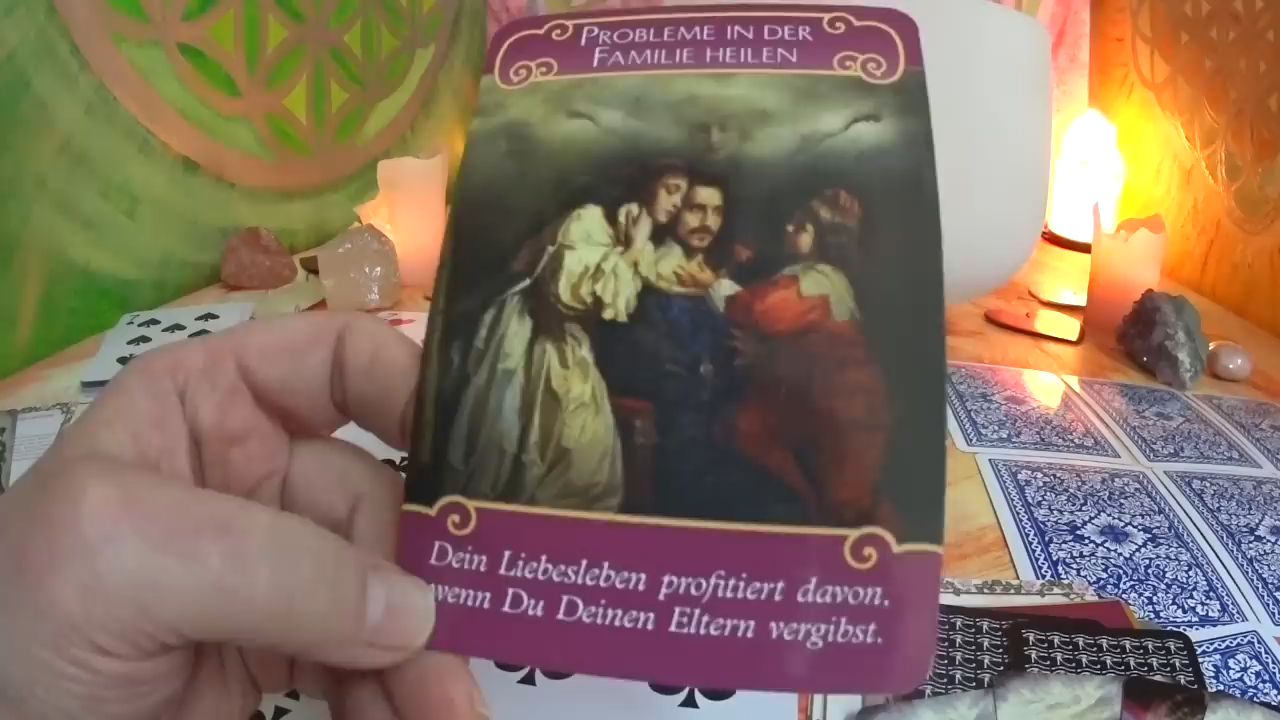 PROBLEME IN DER
FAMILIE HEILEN
Dein Liebesleben profitiert davon,
wenn Du Deinen Eltern vergibst.